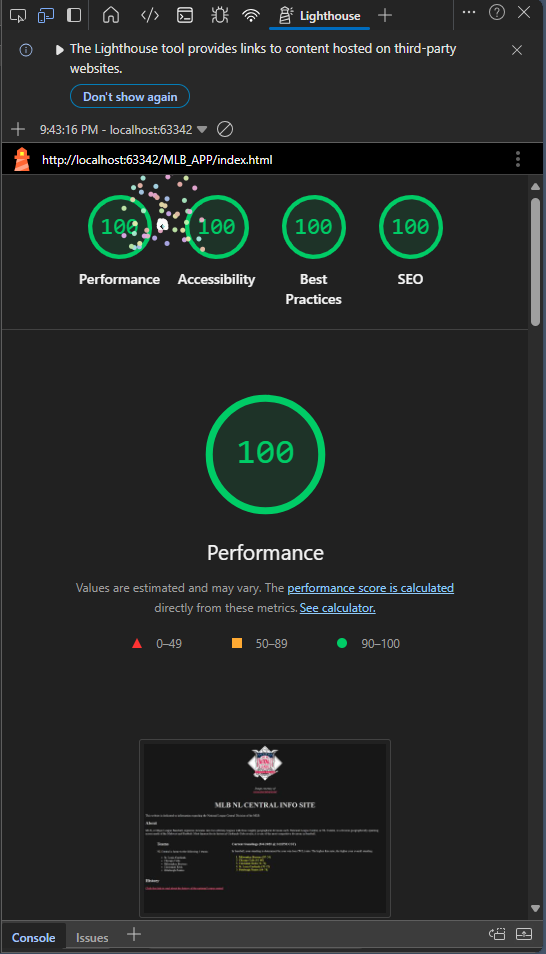 Lighthouse
The Lighthouse tool provides links to content hosted on third-party
websites.
Don't show again
9:43:16 PM - localhost:63342
http://localhost:63342/MLB_APP/index.html
100 100 100 100
Performance Accessibility Best Practices SEO
100
Performance
Values are estimated and may vary. The performance score is calculated
directly from these metrics. See calculator.
0–49 50–89 90–100
MLB NL CENTRAL INFO SITE
About
Teams
History
Console Issues